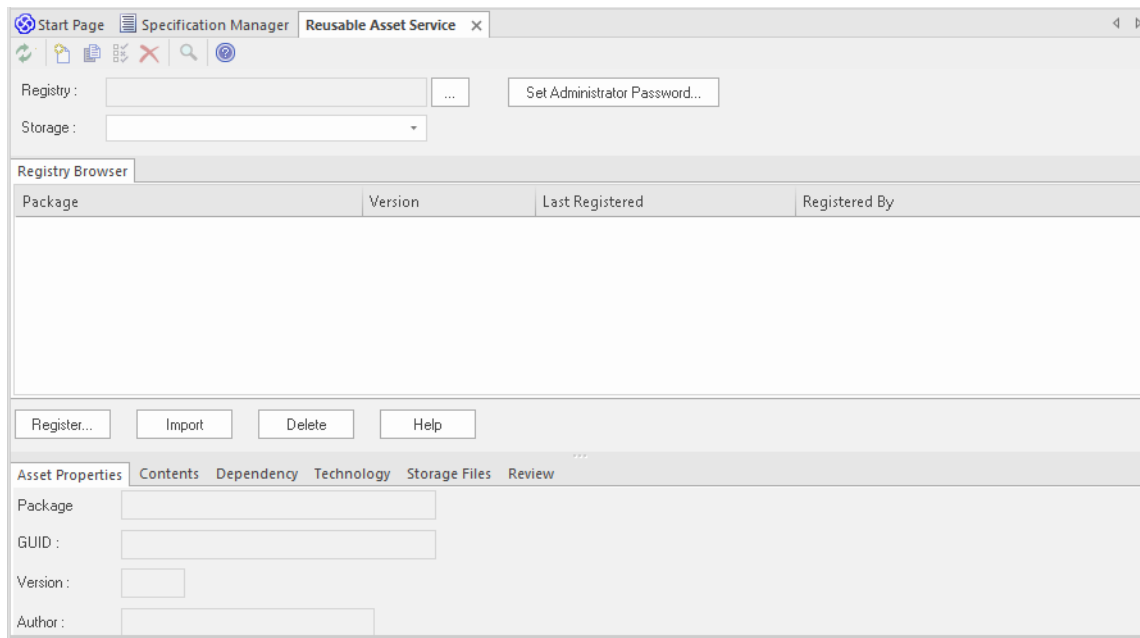 Start Page Specification Manager Reusable Asset Service
Registry : ... Set Administrator Password...
Storage :
Registry Browser
Package Version Last Registered Registered By
Register... Import Delete Help
Asset Properties Contents Dependency Technology Storage Files Review
Package
GUID :
Version :
Author :